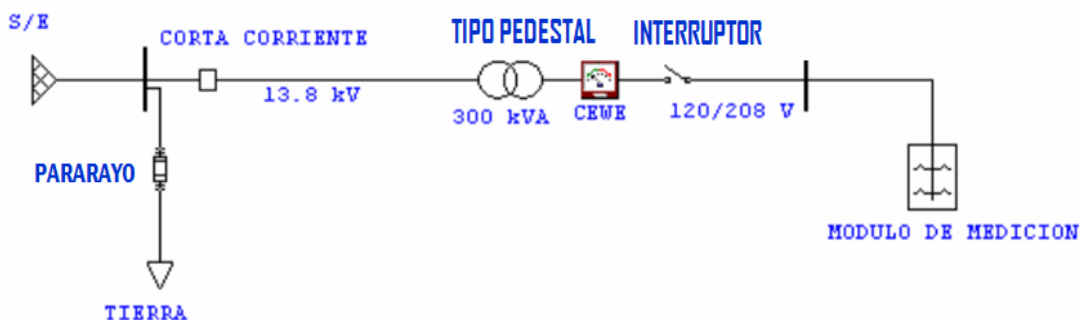 S/E
CORTA CORRIENTE
TIPO PEDESTAL
INTERRUPTOR
13.8 kV
300 kVA
CEWE
120/208 V
PARARAYO
MODULO DE MEDICION
TIERRA